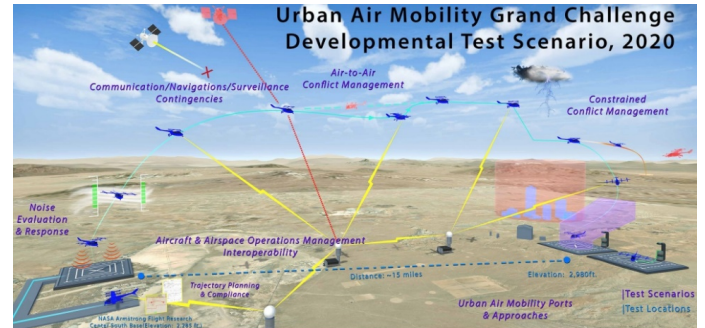 Urban Air Mobility Grand Challenge
Developmental Test Scenario, 2020
Air-to-Air
Conflict Management
Communication/Navigations/Surveillance
Contingencies
Constrained
Conflict Management
Noise
Evaluation
& Response
Aircraft & Airspace Operations Management
Interoperability
Distance: ~15 miles
Elevation: 2,980ft.
Trajectory Planning
& Compliance
Urban Air Mobility Ports
& Approaches
|Test Scenarios
|Test Locations
NASA Armstrong Flight Research